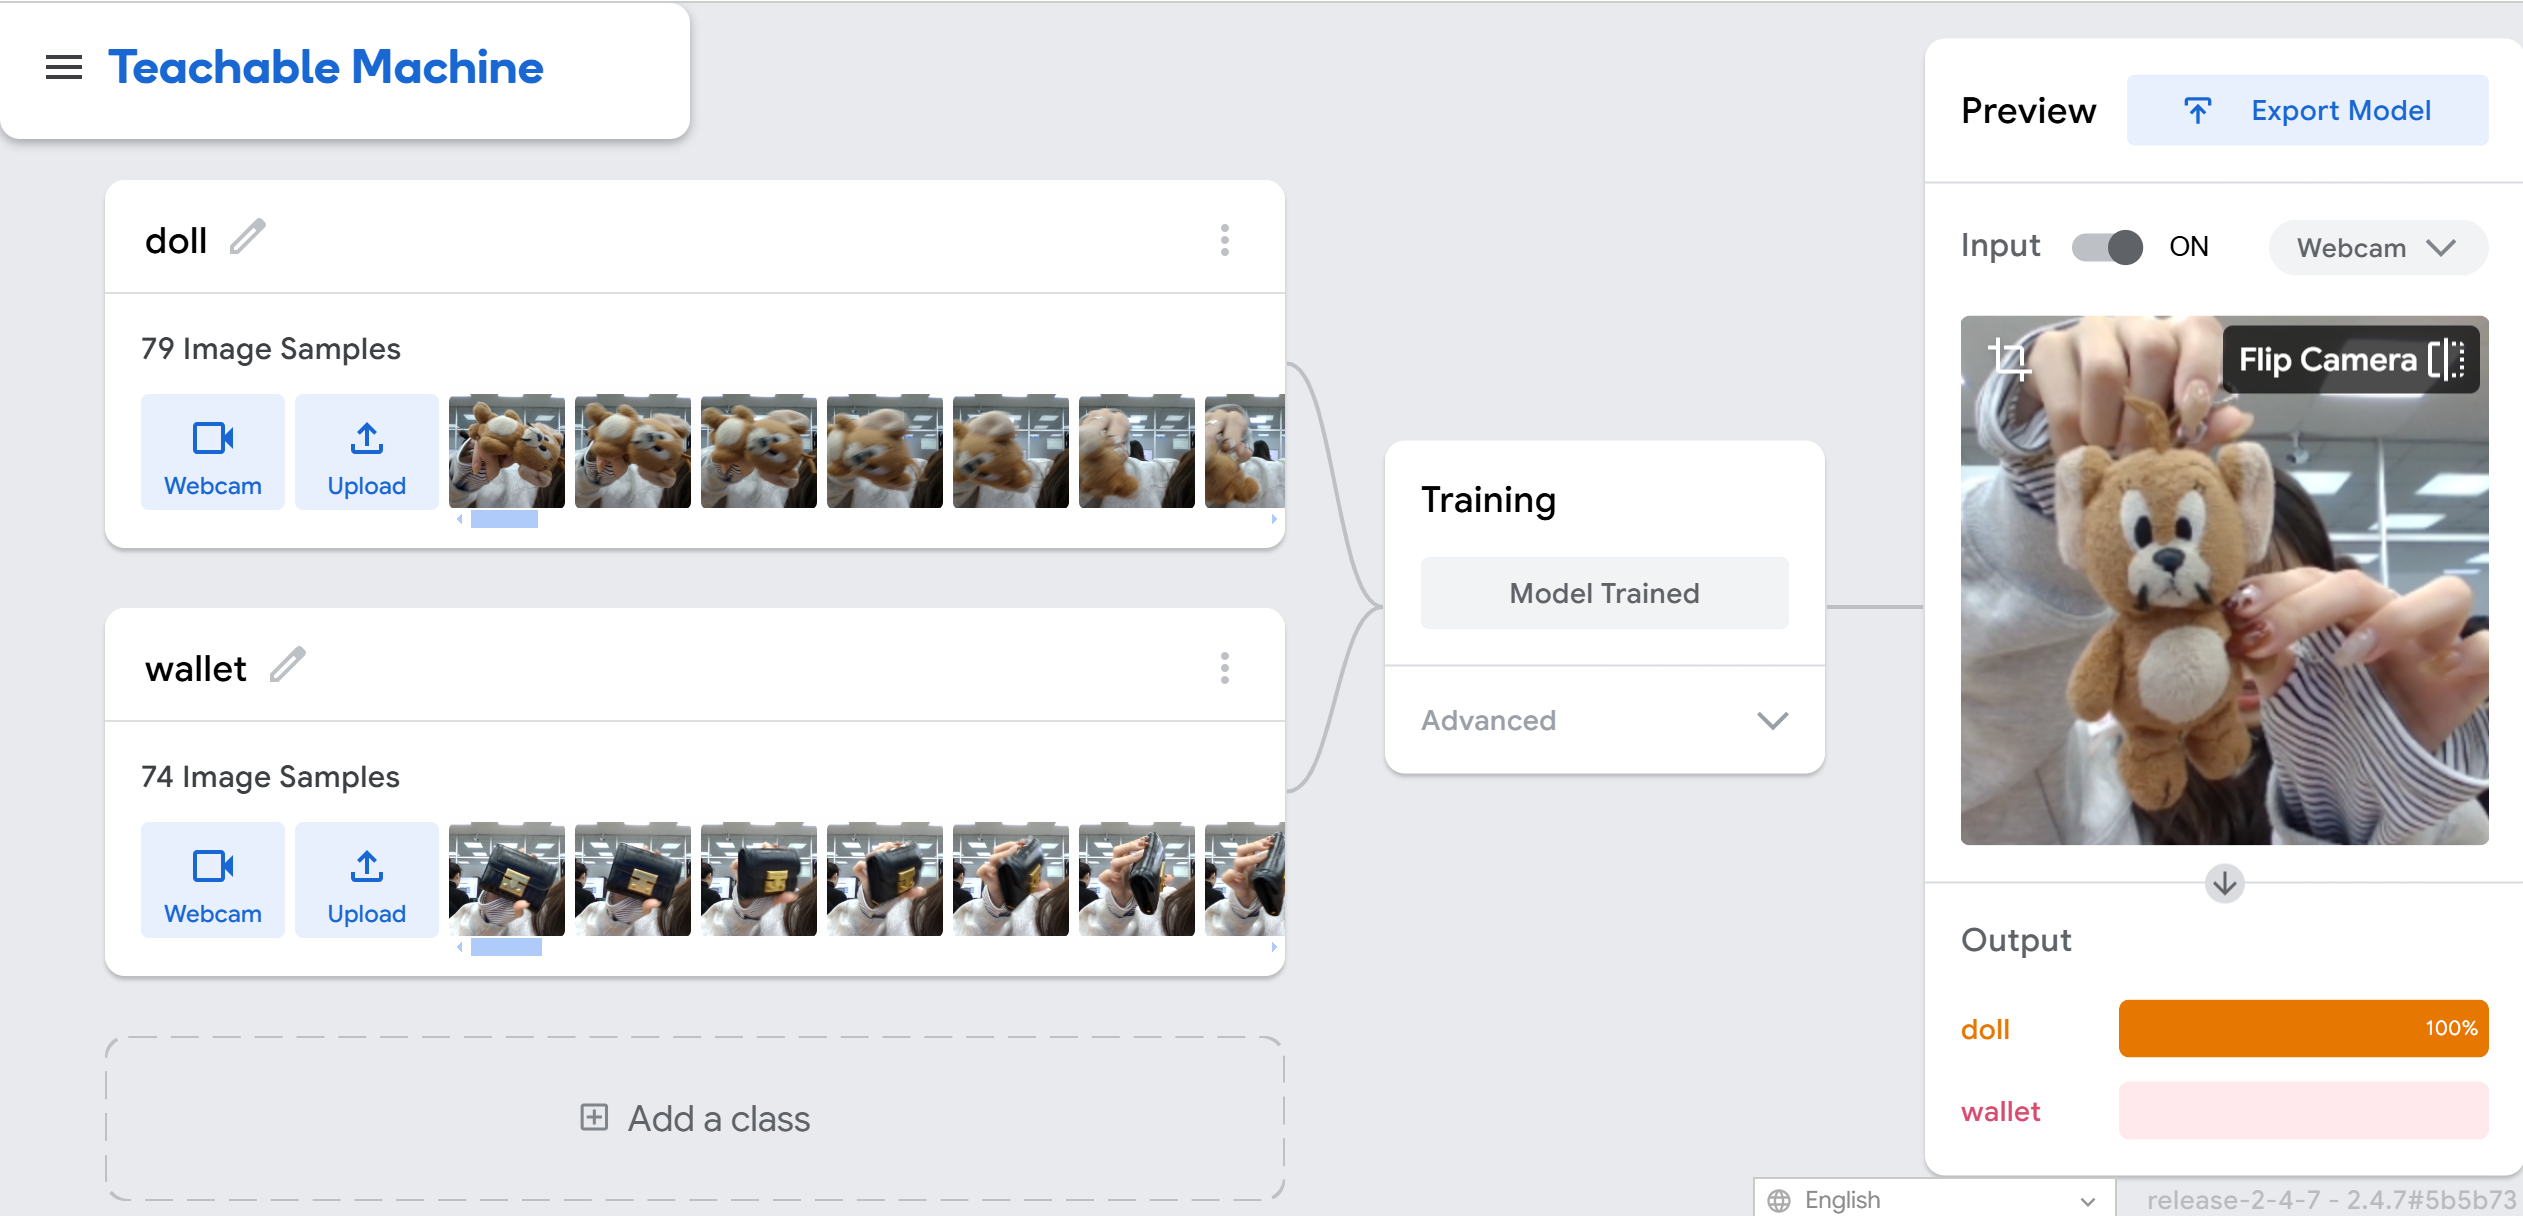 Teachable Machine
doll
79 Image Samples
Webcam
Upload
wallet
74 Image Samples
Webcam
Upload
Add a class
Training
Model Trained
Advanced
Preview
Export Model
Input
ON
Webcam
Flip Camera
Output
doll
100%
wallet
English
release-2-4-7 - 2.4.7#5b5b73